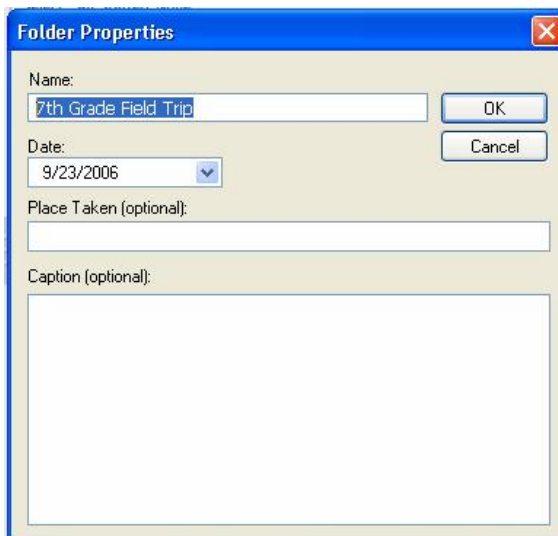 Folder Properties
Name:
7th Grade Field Trip
OK
Date:
Cancel
9/23/2006
Place Taken (optional):
Caption (optional):